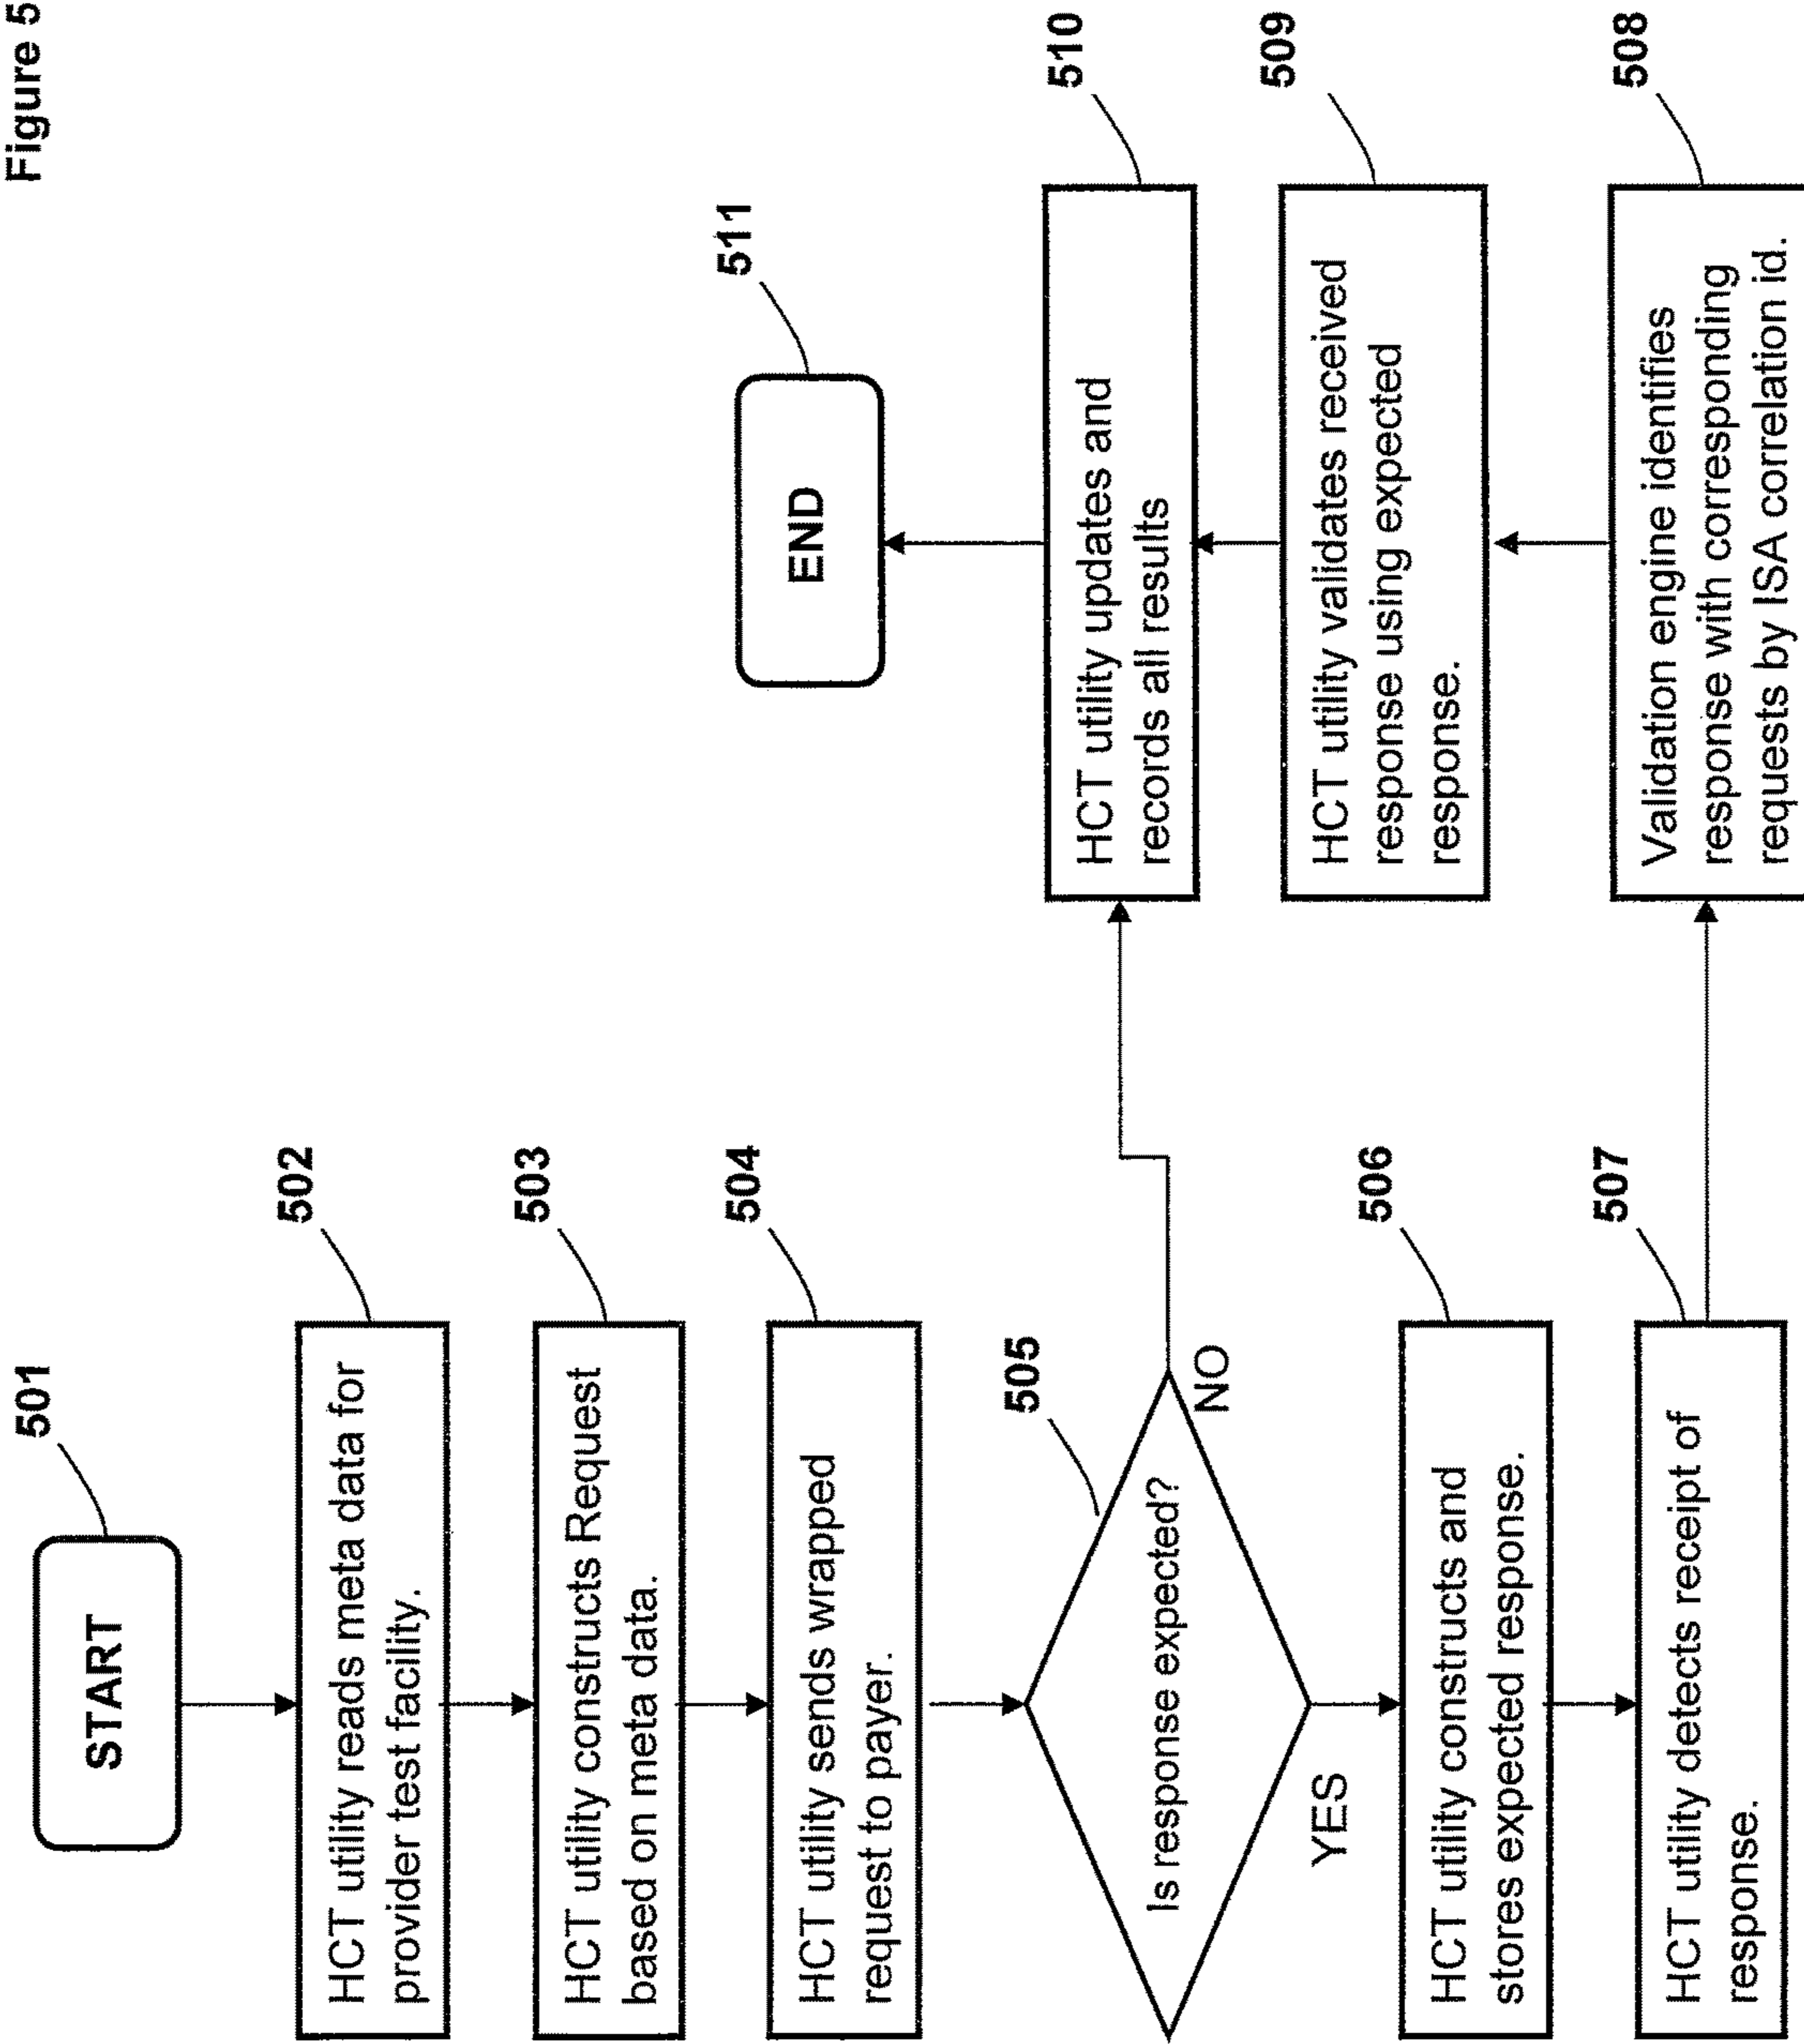 Figure 5
501
START
502
HCT utility reads meta data for
provider test facility.
503
HCT utility constructs Request
based on meta data.
504
HCT utility sends wrapped
request to payer.
505
Is response expected?
NO
YES
506
HCT utility constructs and
stores expected response.
507
HCT utility detects receipt of
response.
508
Validation engine identifies
response with corresponding
requests by ISA correlation id.
509
HCT utility validates received
response using expected
response.
510
HCT utility updates and
records all results
511
END